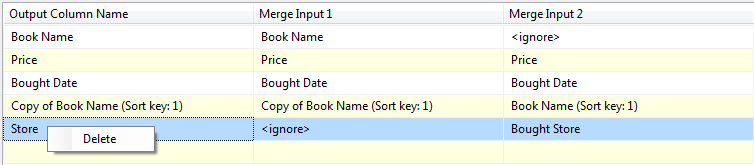 Output Column Name Merge Input 1 Merge Input 2
Book Name Book Name <ignore>
Price Price Price
Bought Date Bought Date Bought Date
Copy of Book Name (Sort key: 1) Copy of Book Name (Sort key: 1) Book Name (Sort key: 1)
Store <ignore> Bought Store
Delete